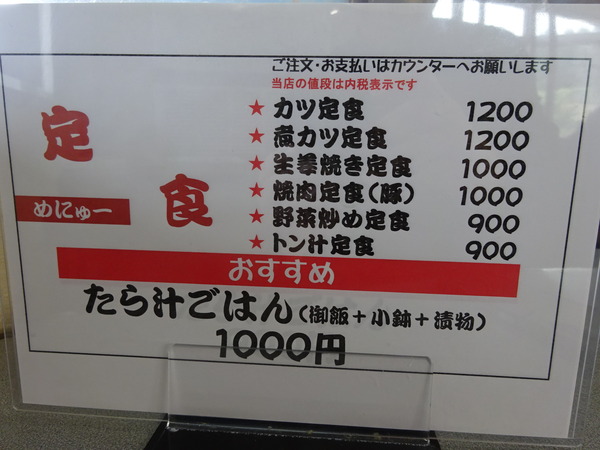 ご注文・お支払いはカウンターへお願いします
当店の値段は内税表示です
定食
めにゅー
★ カツ定食 1200
★ 煮カツ定食 1200
★ 生姜焼き定食 1000
★ 焼肉定食(豚) 1000
★ 野菜炒め定食 900
★ トン汁定食 900
おすすめ
たら汁ごはん(御飯+小鉢+漬物)
1000円